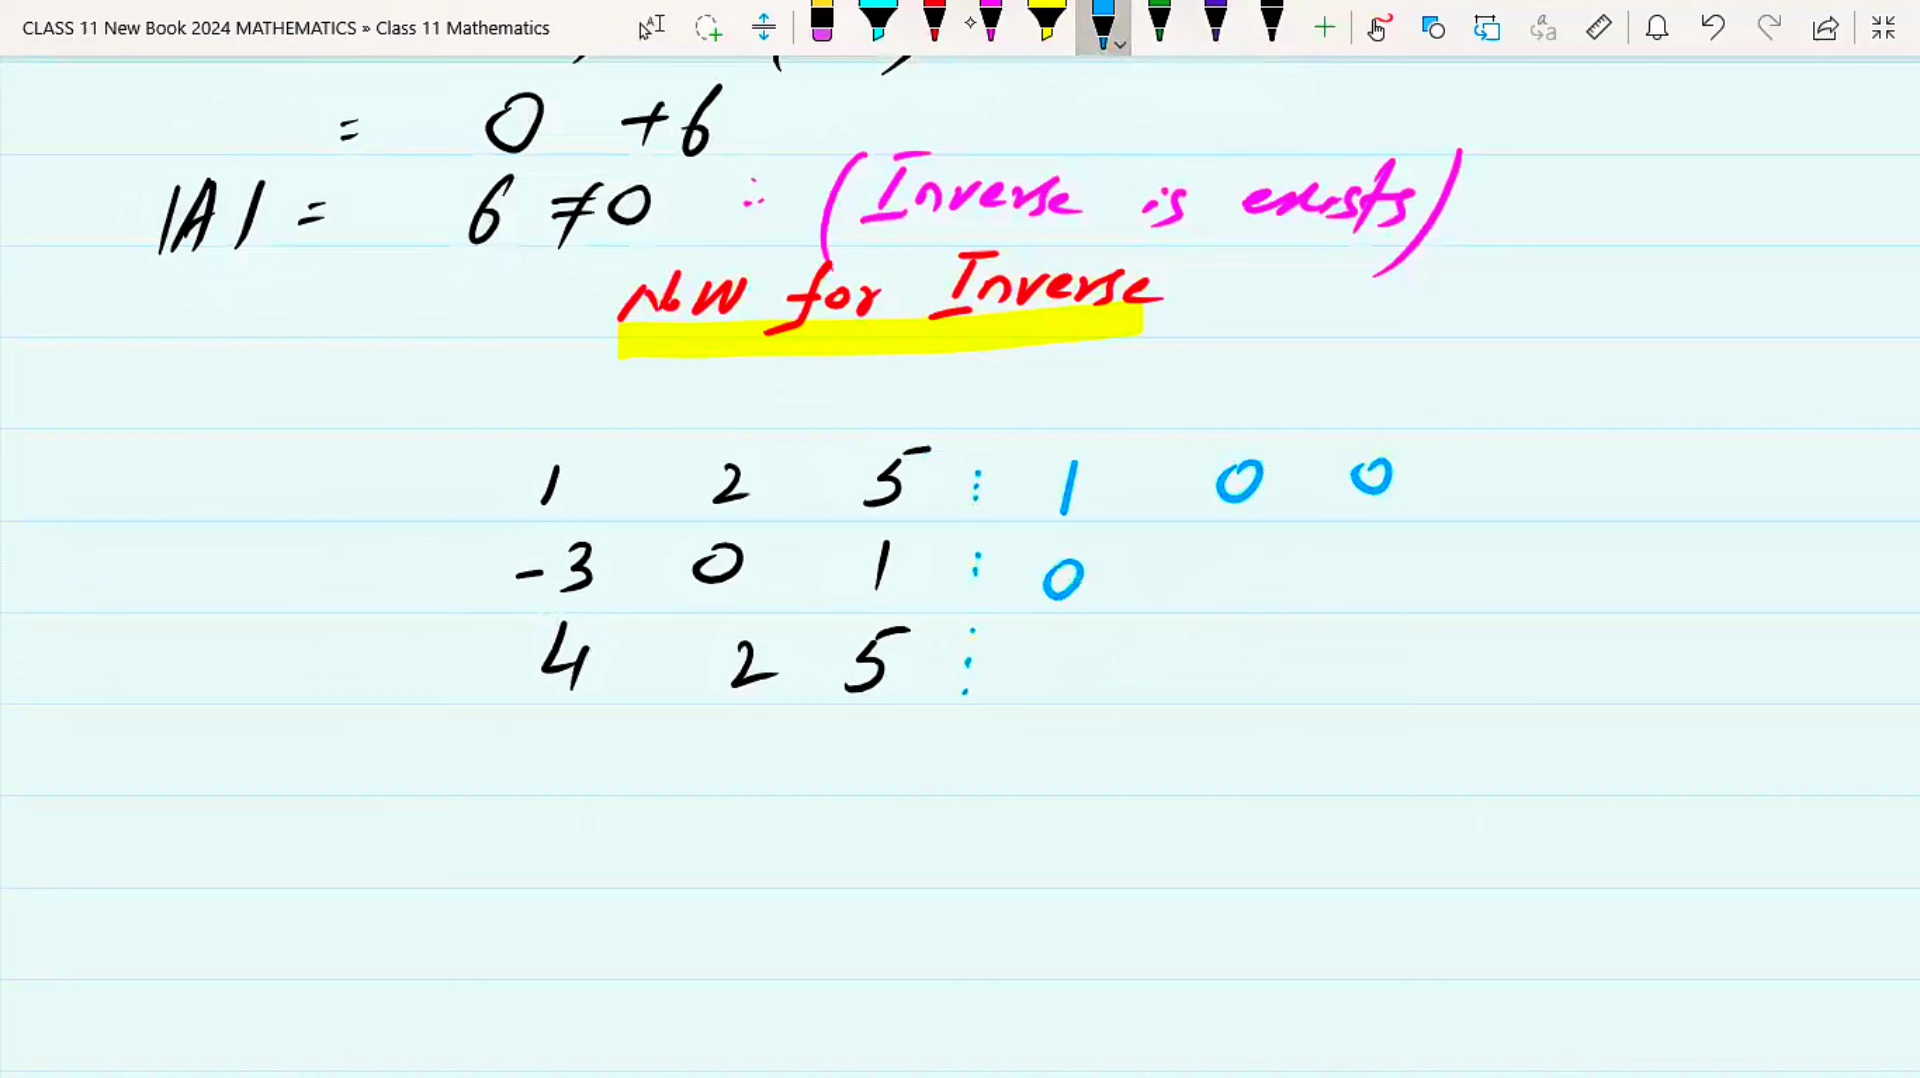 CLASS 11 New Book 2024 MATHEMATICS » Class 11 Mathematics
= 0 +6
|A| = 6 ≠0 ∴ (Inverse is exists)
Now for Inverse
1 2 5 ⋮ 1 0 0
-3 0 1 ⋮ 0
4 2 5 ⋮